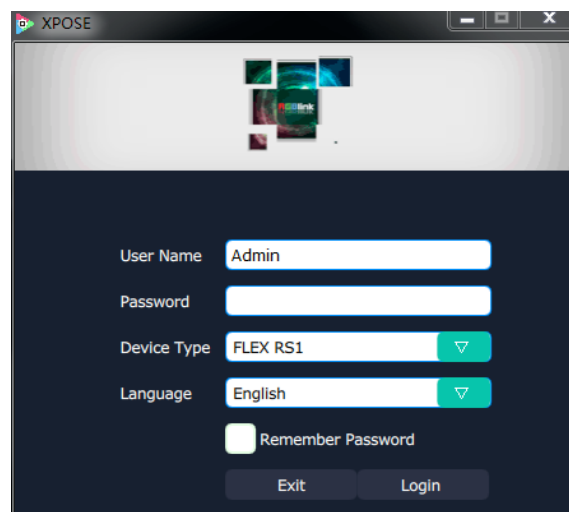 XPOSE
RGBlink
User Name Admin
Password
Device Type FLEX RS1
Language English
Remember Password
Exit Login